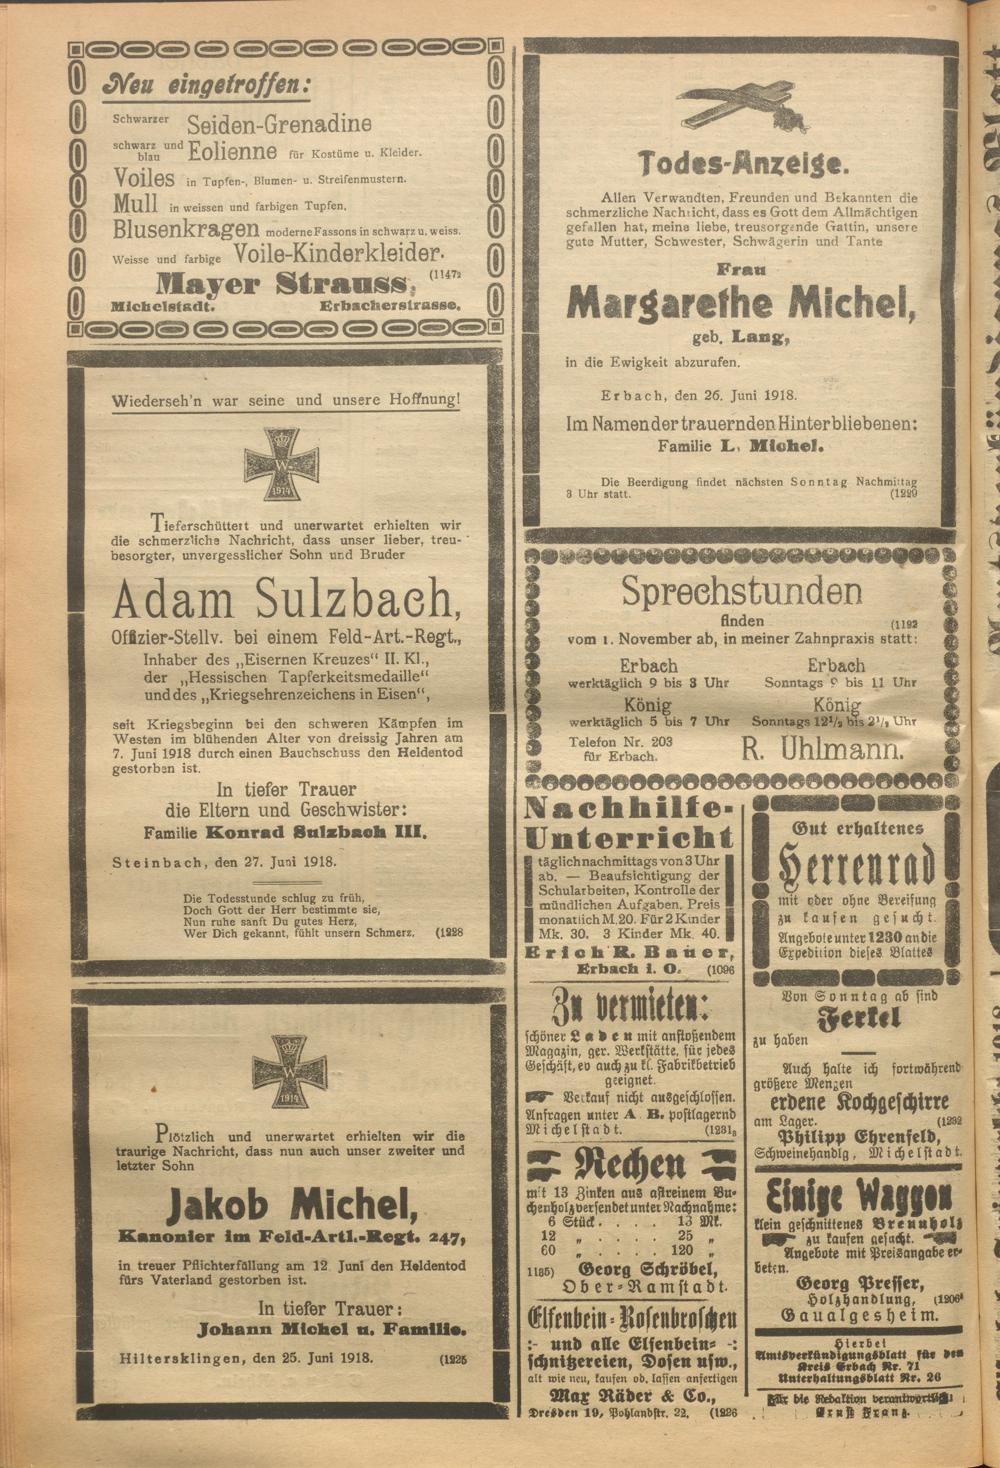 Neu eingetroffen:
Schwarzer Seiden-Grenadine
schwarz und blau Eolienne für Kostüme u. Kleider.
Voiles in Tupfen-, Blumen- u. Streifenmustern.
Mull in weissen und farbigen Tupfen.
Blusenkragen moderne Fassons in schwarz u. weiss.
Weisse und farbige Voile-Kinderkleider.
Mayer Strauss, (1147₂
Michelstadt. Erbacherstrasse.
Wiederseh'n war seine und unsere Hoffnung!
W
1914
Tieferschüttert und unerwartet erhielten wir
die schmerzliche Nachricht, dass unser lieber, treu-
besorgter, unvergesslicher Sohn und Bruder
Adam Sulzbach,
Offizier-Stellv. bei einem Feld-Art.-Regt.,
Inhaber des „Eisernen Kreuzes“ II. Kl.,
der „Hessischen Tapferkeitsmedaille“
und des „Kriegsehrenzeichens in Eisen“,
seit Kriegsbeginn bei den schweren Kämpfen im
Westen im blühenden Alter von dreissig Jahren am
7. Juni 1918 durch einen Bauchschuss den Heldentod
gestorben ist.
In tiefer Trauer
die Eltern und Geschwister:
Familie Konrad Sulzbach III.
Steinbach, den 27. Juni 1918.
Die Todesstunde schlug zu früh,
Doch Gott der Herr bestimmte sie,
Nun ruhe sanft Du gutes Herz,
Wer Dich gekannt, fühlt unsern Schmerz. (1228
W
1914
Plötzlich und unerwartet erhielten wir die
traurige Nachricht, dass nun auch unser zweiter und
letzter Sohn
Jakob Michel,
Kanonier im Feld-Artl.-Regt. 247,
in treuer Pflichterfüllung am 12. Juni den Heldentod
fürs Vaterland gestorben ist.
In tiefer Trauer:
Johann Michel u. Familie.
Hiltersklingen, den 25. Juni 1918. (1225
Todes-Anzeige.
Allen Verwandten, Freunden und Bekannten die
schmerzliche Nachricht, dass es Gott dem Allmächtigen
gefallen hat, meine liebe, treusorgende Gattin, unsere
gute Mutter, Schwester, Schwägerin und Tante
Frau
Margarethe Michel,
geb. Lang,
in die Ewigkeit abzurufen.
Erbach, den 26. Juni 1918.
Im Namen der trauernden Hinterbliebenen:
Familie L. Michel.
Die Beerdigung findet nächsten Sonntag Nachmittag
3 Uhr statt. (1229
Sprechstunden
finden (1192
vom 1. November ab, in meiner Zahnpraxis statt:
Erbach Erbach
werktäglich 9 bis 3 Uhr Sonntags 9 bis 11 Uhr
König König
werktäglich 5 bis 7 Uhr Sonntags 12½ bis 2½ Uhr
Telefon Nr. 203
für Erbach. R. Uhlmann.
Nachhilfe-
Unterricht
täglich nachmittags von 3 Uhr
ab. — Beaufsichtigung der
Schularbeiten, Kontrolle der
mündlichen Aufgaben. Preis
monatlich M. 20. Für 2 Kinder
Mk. 30. 3 Kinder Mk. 40.
Erich R. Bauer,
Erbach i. O. (1096
Zu vermieten:
schöner Laden mit anstoßendem
Magazin, ger. Werkstätte, für jedes
Geschäft, ev auch zu kl. Fabrikbetrieb
geeignet.
Verkauf nicht ausgeschlossen.
Anfragen unter A. B. postlagernd
Michelstadt. (1231₃
Rechen
mit 13 Zinken aus astreinem Bu-
chenholz versendet unter Nachnahme:
6 Stück . . . . 13 Mk.
12 „ . . . . 25 „
60 „ . . . . 120 „
1185) Georg Schröbel,
Ober-Ramstadt.
Elfenbein-Rosenbroschen
:- und alle Elfenbein- -:
schnitzereien, Dosen usw.,
alt wie neu, kaufen od. lassen anfertigen
Max Räder & Co.,
Dresden 19, Pohlandstr. 22. (1226
Gut erhaltenes
Herrenrad
mit oder ohne Bereifung
zu kaufen gesucht.
Angebote unter 1230 an die
Expedition dieses Blattes
Von Sonntag ab sind
Ferkel
zu haben
Auch halte ich fortwährend
größere Mengen
erdene Kochgeschirre
am Lager. (1232
Philipp Ehrenfeld,
Schweinehandlg, Michelstadt.
Einige Waggon
klein geschnittenes Brennholz
zu kaufen gesucht.
Angebote mit Preisangabe er-
beten.
Georg Presser,
Holzhandlung, (1206⁴
Gaualgesheim.
Hierbei
Amtsverkündigungsblatt für den
Kreis Erbach Nr. 71
Unterhaltungsblatt Nr. 26
Für die Redaktion verantwortlich:
Ernst Franz.